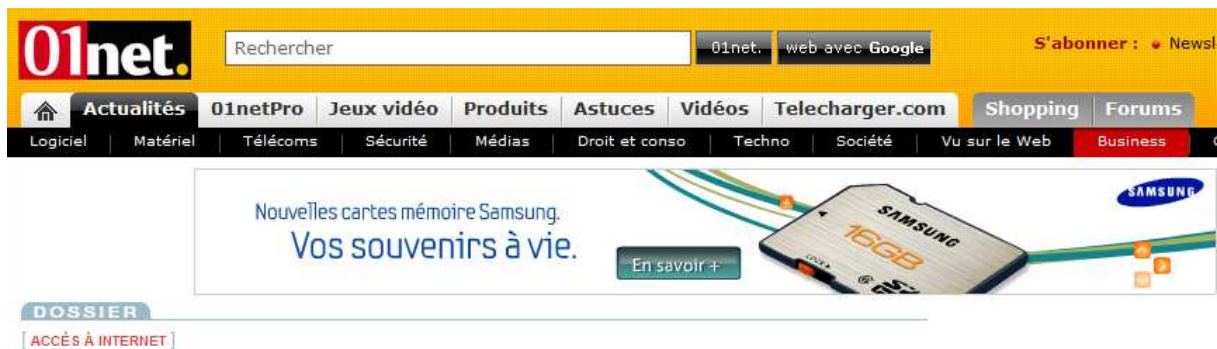 01net.
Rechercher
01net. web avec Google
S'abonner : Newsl
Actualités 01netPro Jeux vidéo Produits Astuces Vidéos Telecharger.com Shopping Forums
Logiciel Matériel Télécoms Sécurité Médias Droit et conso Techno Société Vu sur le Web Business
Nouvelles cartes mémoire Samsung.
Vos souvenirs à vie.
En savoir +
SAMSUNG
16GB
LOCK
SAMSUNG
DOSSIER
[ ACCÈS À INTERNET ]